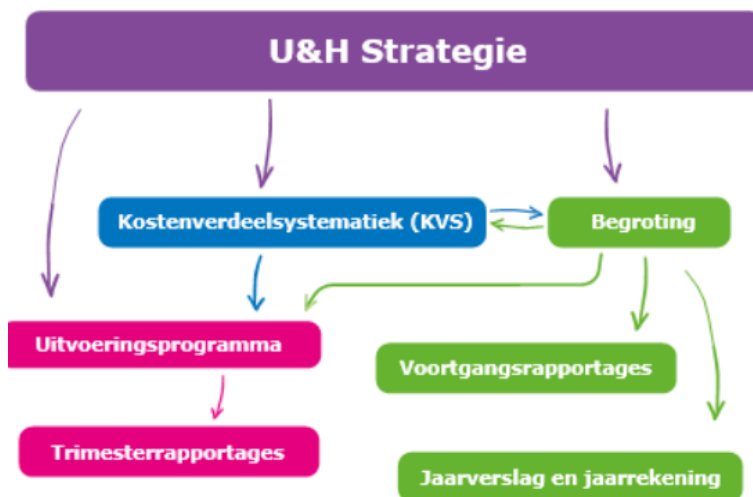 U&H Strategie
Kostenverdeelsystematiek (KVS)
Begroting
Uitvoeringsprogramma
Voortgangsrapportages
Trimesterrapportages
Jaarverslag en jaarrekening